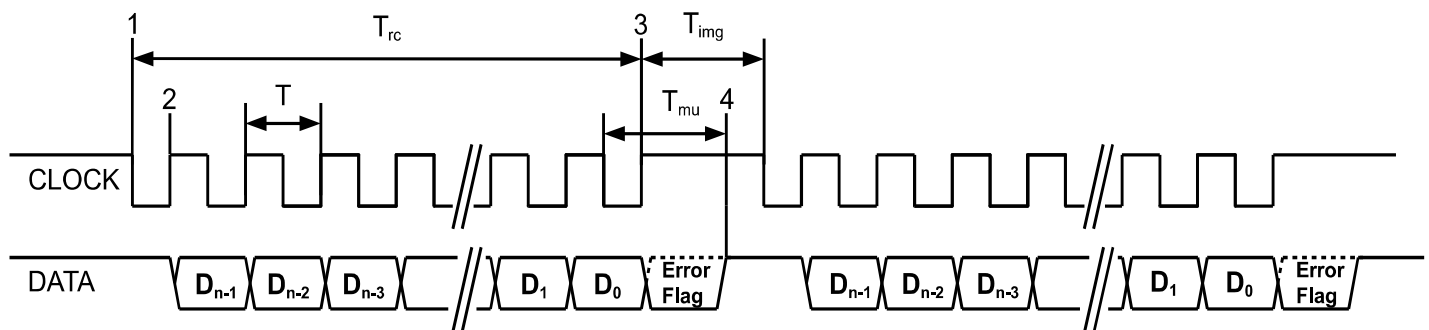 1 T_rc 3 T_img
2 T T_mu 4
CLOCK
DATA D_n-1 D_n-2 D_n-3 D_1 D_0 Error Flag D_n-1 D_n-2 D_n-3 D_1 D_0 Error Flag